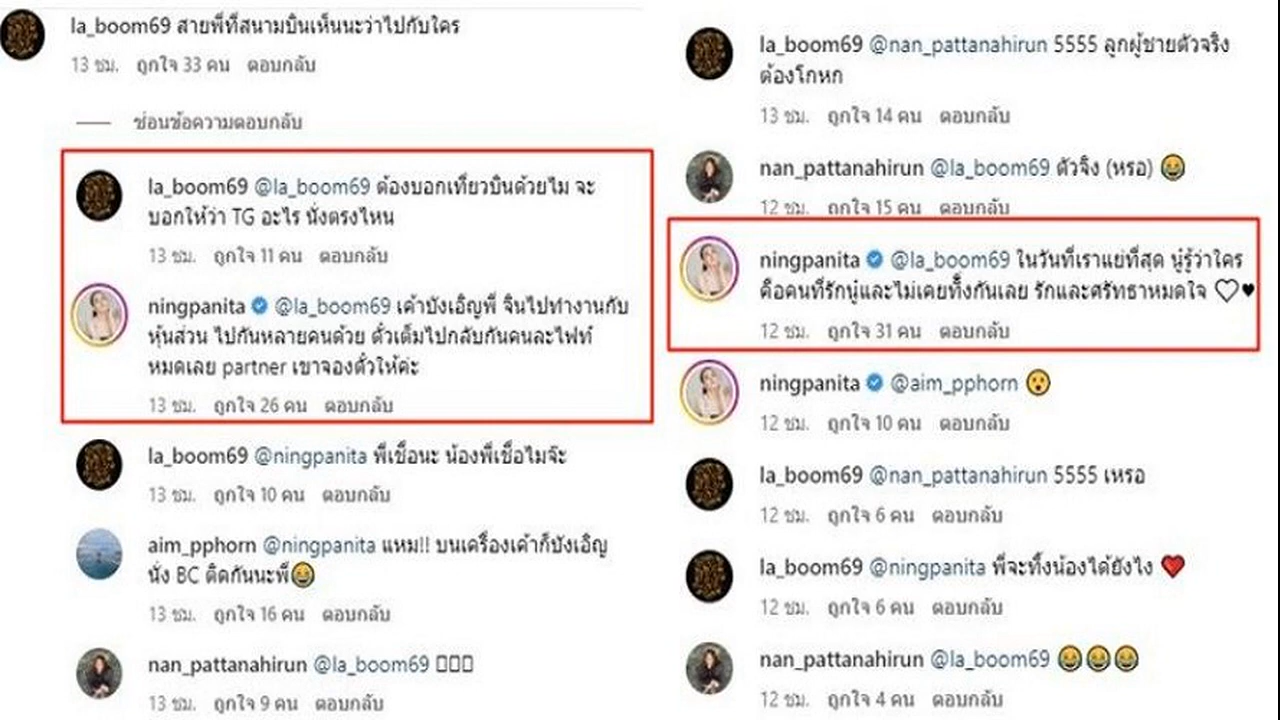 la_boom69 สายพี่ที่สนามบินเห็นนะว่าไปกับใคร
13 ชม. ถูกใจ 33 คน ตอบกลับ
ซ่อนข้อความตอบกลับ
la_boom69 @la_boom69 ต้องบอกเที่ยวบินด้วยไม จะ
บอกให้ว่า TG อะไร นั่งตรงไหน
13 ชม. ถูกใจ 11 คน ตอบกลับ
ningpanita @la_boom69 เค้าบังเอิญพี่ จินไปทำงานกับ
หุ้นส่วน ไปกันหลายคนด้วย ตั๋วเต็มไปกลับกันคนละไฟท์
หมดเลย partner เขาจองตั๋วให้ค่ะ
13 ชม. ถูกใจ 26 คน ตอบกลับ
la_boom69 @ningpanita พี่เชื่อนะ น้องพี่เชื่อไมจ๊ะ
13 ชม. ถูกใจ 10 คน ตอบกลับ
aim_pphorn @ningpanita แหม!! บนเครื่องเค้าก็บังเอิญ
นั่ง BC ติดกันนะพี่😂
13 ชม. ถูกใจ 16 คน ตอบกลับ
nan_pattanahirun @la_boom69 □□□
13 ชม. ถูกใจ 9 คน ตอบกลับ
la_boom69 @nan_pattanahirun 5555 ลูกผู้ชายตัวจริง
ต้องโกหก
13 ชม. ถูกใจ 14 คน ตอบกลับ
nan_pattanahirun @la_boom69 ตัวจิ๊ง (หรอ) 😂
12 ชม. ถูกใจ 15 คน ตอบกลับ
ningpanita @la_boom69 ในวันที่เราแย่ที่สุด นู๋รู้ว่าใคร
คือคนที่รักนู๋และไม่เคยทิ้งกันเลย รักและศรัทธาหมดใจ ♡♥
12 ชม. ถูกใจ 31 คน ตอบกลับ
ningpanita @aim_pphorn 😮
12 ชม. ถูกใจ 10 คน ตอบกลับ
la_boom69 @nan_pattanahirun 5555 เหรอ
12 ชม. ถูกใจ 6 คน ตอบกลับ
la_boom69 @ningpanita พี่จะทิ้งน้องได้ยังไง ❤️
12 ชม. ถูกใจ 6 คน ตอบกลับ
nan_pattanahirun @la_boom69 😂😂😂
12 ชม. ถูกใจ 4 คน ตอบกลับ